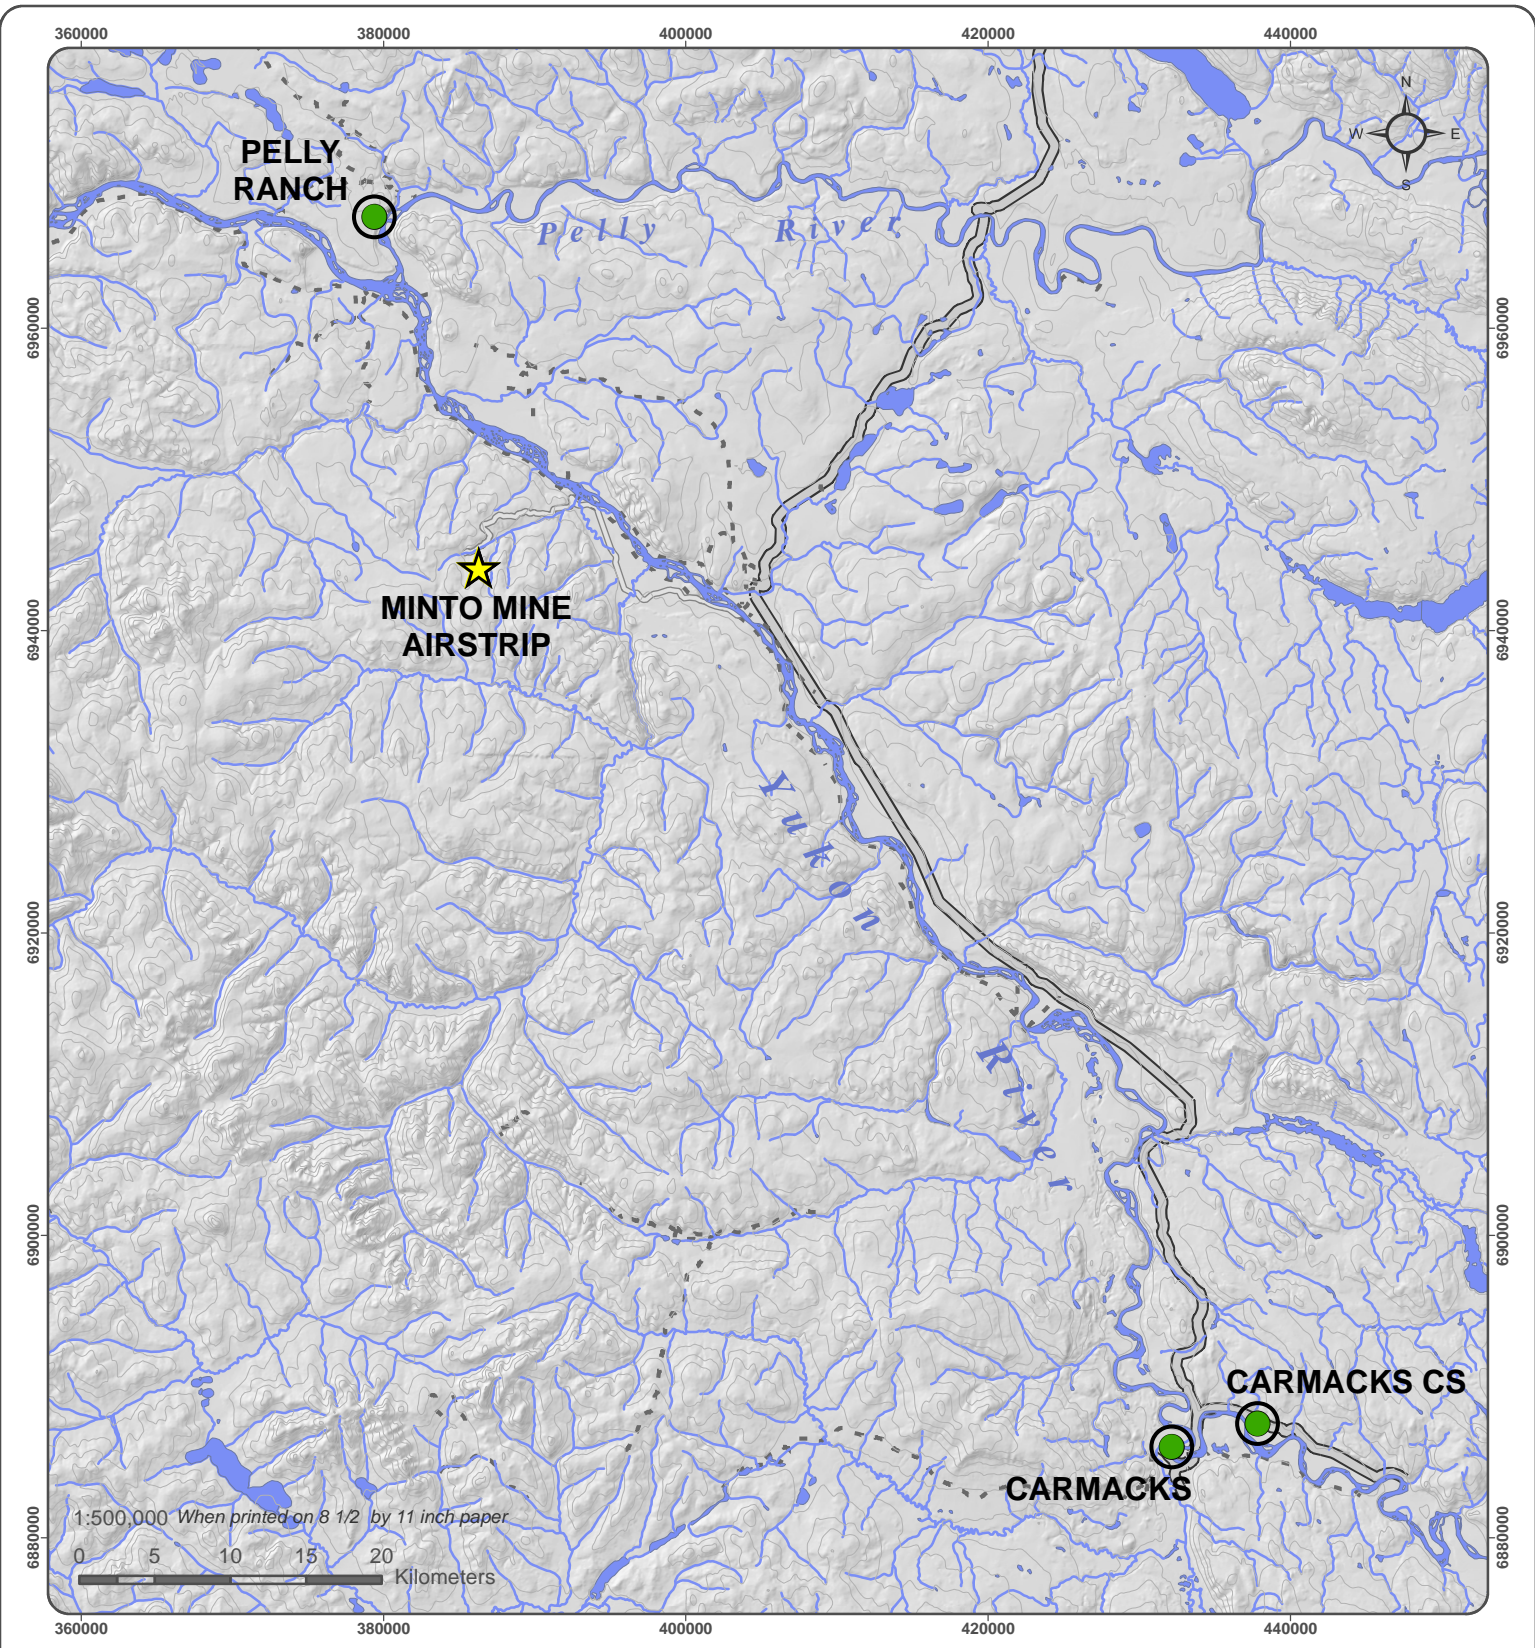 360000 380000 400000 420000 440000
N
W E
S
PELLY
RANCH
Pelly River
6960000 6960000
MINTO MINE
AIRSTRIP
6940000 6940000
Yukon
6920000 6920000
River
6900000 6900000
CARMACKS CS
CARMACKS
1:500,000 When printed on 8 1/2 by 11 inch paper
6880000 6880000
0 5 10 15 20
Kilometers
360000 380000 400000 420000 440000